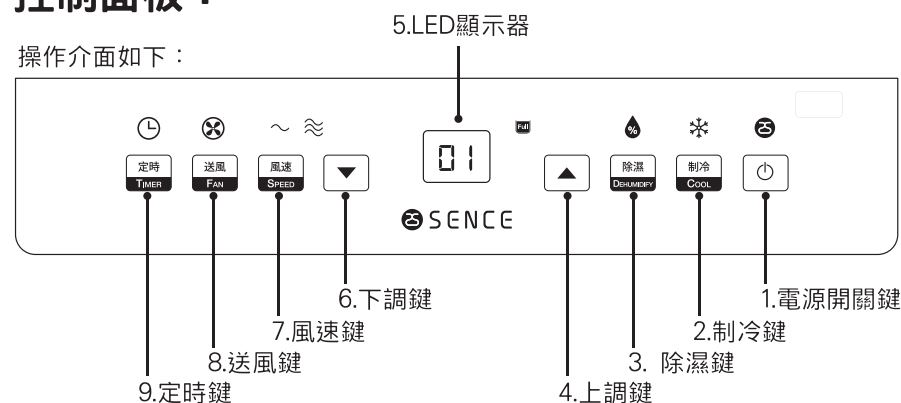 控制面板：
5.LED顯示器
操作介面如下：
Full
%
定時
TIMER
送風
FAN
風速
SPEED
01
除濕
DEHUMIDIFY
制冷
COOL
SENCE
6.下調鍵
1.電源開關鍵
7.風速鍵
2.制冷鍵
8.送風鍵
3. 除濕鍵
9.定時鍵
4.上調鍵